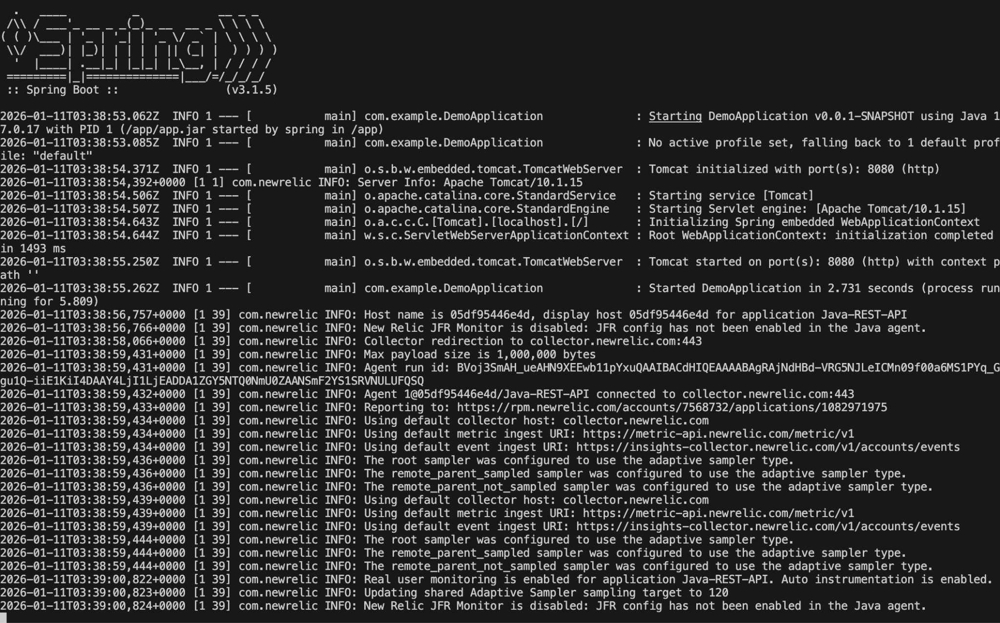 .   ____          _            __ _ _
 /\\ / ___'_ __ _ _(_)_ __  __ _ \ \ \ \
( ( )\___ | '_ | '_| | '_ \/ _` | \ \ \ \
 \\/  ___)| |_)| | | | | || (_| |  ) ) ) )
  '  |____| .__|_| |_|_| |_\__, | / / / /
 =========|_|==============|___/=/_/_/_/
 :: Spring Boot ::                (v3.1.5)

2026-01-11T03:38:53.062Z  INFO 1 --- [           main] com.example.DemoApplication              : Starting DemoApplication v0.0.1-SNAPSHOT using Java 1
7.0.17 with PID 1 (/app/app.jar started by spring in /app)
2026-01-11T03:38:53.085Z  INFO 1 --- [           main] com.example.DemoApplication              : No active profile set, falling back to 1 default prof
ile: "default"
2026-01-11T03:38:54.371Z  INFO 1 --- [           main] o.s.b.w.embedded.tomcat.TomcatWebServer  : Tomcat initialized with port(s): 8080 (http)
2026-01-11T03:38:54,392+0000 [1 1] com.newrelic INFO: Server Info: Apache Tomcat/10.1.15
2026-01-11T03:38:54.506Z  INFO 1 --- [           main] o.apache.catalina.core.StandardService   : Starting service [Tomcat]
2026-01-11T03:38:54.507Z  INFO 1 --- [           main] o.apache.catalina.core.StandardEngine    : Starting Servlet engine: [Apache Tomcat/10.1.15]
2026-01-11T03:38:54.643Z  INFO 1 --- [           main] o.a.c.c.C.[Tomcat].[localhost].[/]       : Initializing Spring embedded WebApplicationContext
2026-01-11T03:38:54.644Z  INFO 1 --- [           main] w.s.c.ServletWebServerApplicationContext : Root WebApplicationContext: initialization completed
in 1493 ms
2026-01-11T03:38:55.250Z  INFO 1 --- [           main] o.s.b.w.embedded.tomcat.TomcatWebServer  : Tomcat started on port(s): 8080 (http) with context p
ath ''
2026-01-11T03:38:55.262Z  INFO 1 --- [           main] com.example.DemoApplication              : Started DemoApplication in 2.731 seconds (process run
ning for 5.809)
2026-01-11T03:38:56,757+0000 [1 39] com.newrelic INFO: Host name is 05df95446e4d, display host 05df95446e4d for application Java-REST-API
2026-01-11T03:38:56,766+0000 [1 39] com.newrelic INFO: New Relic JFR Monitor is disabled: JFR config has not been enabled in the Java agent.
2026-01-11T03:38:58,066+0000 [1 39] com.newrelic INFO: Collector redirection to collector.newrelic.com:443
2026-01-11T03:38:59,431+0000 [1 39] com.newrelic INFO: Max payload size is 1,000,000 bytes
2026-01-11T03:38:59,431+0000 [1 39] com.newrelic INFO: Agent run id: BVoj3SmAH_ueAHN9XEEwb11pYxuQAAIBACdHIQEAAAABAgRAjNdHBd-VRG5NJLeICMn09f00a6MS1PYq_G
gu1Q-iiE1KiI4DAAY4LjI1LjEADDA1ZGY5NTQ0NmU0ZAANSmF2YS1SRVNULUFQSQ
2026-01-11T03:38:59,432+0000 [1 39] com.newrelic INFO: Agent 1@05df95446e4d/Java-REST-API connected to collector.newrelic.com:443
2026-01-11T03:38:59,433+0000 [1 39] com.newrelic INFO: Reporting to: https://rpm.newrelic.com/accounts/7568732/applications/1082971975
2026-01-11T03:38:59,434+0000 [1 39] com.newrelic INFO: Using default collector host: collector.newrelic.com
2026-01-11T03:38:59,434+0000 [1 39] com.newrelic INFO: Using default metric ingest URI: https://metric-api.newrelic.com/metric/v1
2026-01-11T03:38:59,434+0000 [1 39] com.newrelic INFO: Using default event ingest URI: https://insights-collector.newrelic.com/v1/accounts/events
2026-01-11T03:38:59,436+0000 [1 39] com.newrelic INFO: The root sampler was configured to use the adaptive sampler type.
2026-01-11T03:38:59,436+0000 [1 39] com.newrelic INFO: The remote_parent_sampled sampler was configured to use the adaptive sampler type.
2026-01-11T03:38:59,436+0000 [1 39] com.newrelic INFO: The remote_parent_not_sampled sampler was configured to use the adaptive sampler type.
2026-01-11T03:38:59,439+0000 [1 39] com.newrelic INFO: Using default collector host: collector.newrelic.com
2026-01-11T03:38:59,439+0000 [1 39] com.newrelic INFO: Using default metric ingest URI: https://metric-api.newrelic.com/metric/v1
2026-01-11T03:38:59,439+0000 [1 39] com.newrelic INFO: Using default event ingest URI: https://insights-collector.newrelic.com/v1/accounts/events
2026-01-11T03:38:59,444+0000 [1 39] com.newrelic INFO: The root sampler was configured to use the adaptive sampler type.
2026-01-11T03:38:59,444+0000 [1 39] com.newrelic INFO: The remote_parent_sampled sampler was configured to use the adaptive sampler type.
2026-01-11T03:38:59,444+0000 [1 39] com.newrelic INFO: The remote_parent_not_sampled sampler was configured to use the adaptive sampler type.
2026-01-11T03:39:00,822+0000 [1 39] com.newrelic INFO: Real user monitoring is enabled for application Java-REST-API. Auto instrumentation is enabled.
2026-01-11T03:39:00,823+0000 [1 39] com.newrelic INFO: Updating shared Adaptive Sampler sampling target to 120
2026-01-11T03:39:00,824+0000 [1 39] com.newrelic INFO: New Relic JFR Monitor is disabled: JFR config has not been enabled in the Java agent.